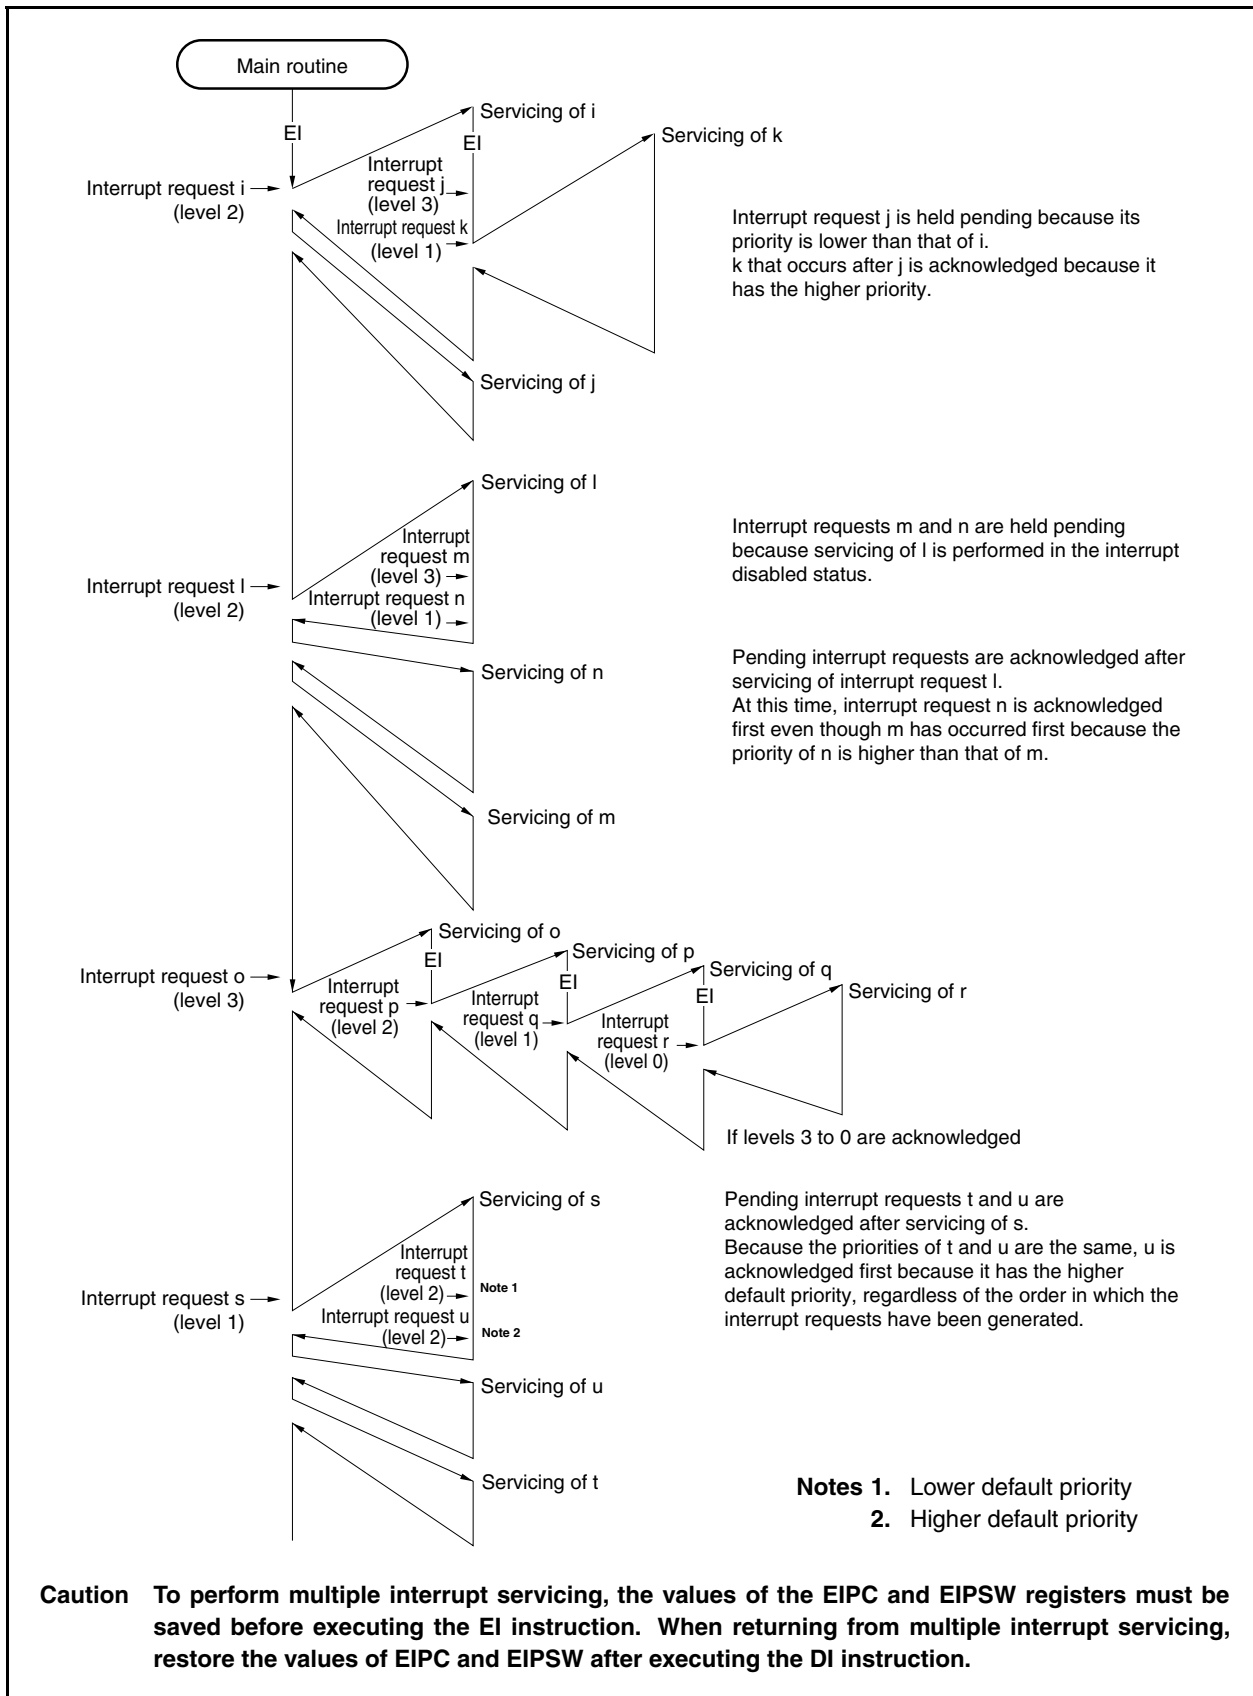 Main routine
EI
Servicing of i
EI
Servicing of k
Interrupt
request j
(level 3)
Interrupt request i
(level 2)
Interrupt request k
(level 1)
Interrupt request j is held pending because its
priority is lower than that of i.
k that occurs after j is acknowledged because it
has the higher priority.
Servicing of j
Servicing of l
Interrupt
request m
(level 3)
Interrupt request l
(level 2)
Interrupt request n
(level 1)
Interrupt requests m and n are held pending
because servicing of l is performed in the interrupt
disabled status.
Servicing of n
Pending interrupt requests are acknowledged after
servicing of interrupt request l.
At this time, interrupt request n is acknowledged
first even though m has occurred first because the
priority of n is higher than that of m.
Servicing of m
Servicing of o
EI
Servicing of p
EI
Servicing of q
EI
Servicing of r
Interrupt request o
(level 3)
Interrupt
request p
(level 2)
Interrupt
request q
(level 1)
Interrupt
request r
(level 0)
If levels 3 to 0 are acknowledged
Servicing of s
Interrupt
request t
(level 2)
Note 1
Interrupt request s
(level 1)
Interrupt request u
(level 2)
Note 2
Pending interrupt requests t and u are
acknowledged after servicing of s.
Because the priorities of t and u are the same, u is
acknowledged first because it has the higher
default priority, regardless of the order in which the
interrupt requests have been generated.
Servicing of u
Servicing of t
Notes 1. Lower default priority
2. Higher default priority
Caution To perform multiple interrupt servicing, the values of the EIPC and EIPSW registers must be
saved before executing the EI instruction. When returning from multiple interrupt servicing,
restore the values of EIPC and EIPSW after executing the DI instruction.